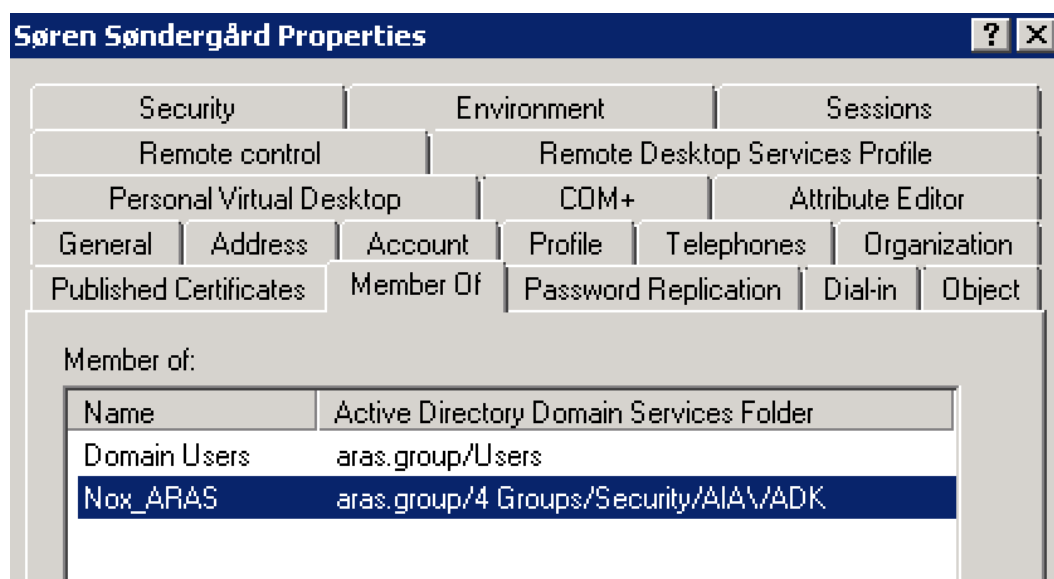 Søren Søndergård Properties
Security Environment Sessions
Remote control Remote Desktop Services Profile
Personal Virtual Desktop COM+ Attribute Editor
General Address Account Profile Telephones Organization
Published Certificates Member Of Password Replication Dial-in Object
Member of:
Name Active Directory Domain Services Folder
Domain Users aras.group/Users
Nox_ARAS aras.group/4 Groups/Security/AIA\/ADK